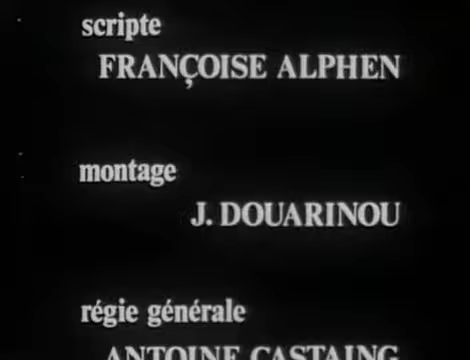 scripte
FRANÇOISE ALPHEN
montage
J. DOUARINOU
régie générale
ANTOINE CASTAING